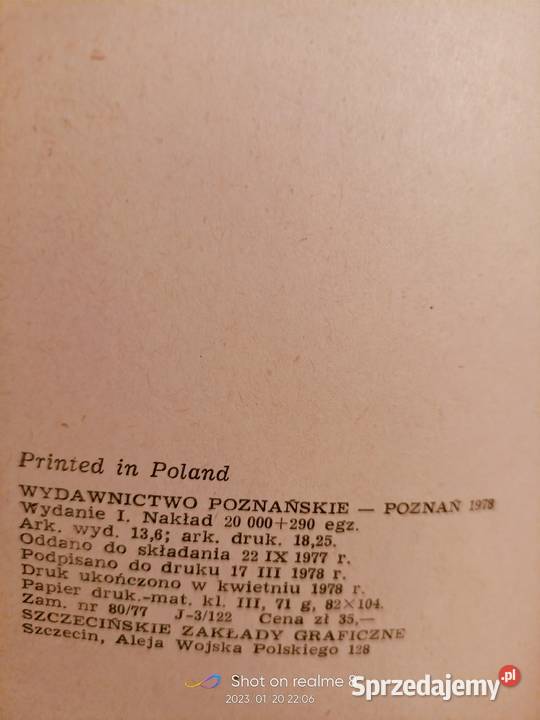 Printed in Poland
WYDAWNICTWO POZNAŃSKIE — POZNAŃ 1978
Wydanie I. Nakład 20 000+290 egz.
Ark. wyd. 13,6; ark. druk. 18,25.
Oddano do składania 22 IX 1977 r.
Podpisano do druku 17 III 1978 r.
Druk ukończono w kwietniu 1978 r.
Papier druk.-mat. kl. III, 71 g, 82×104.
Zam. nr 80/77 J-3/122 Cena zł 35,—
SZCZECIŃSKIE ZAKŁADY GRAFICZNE
Szczecin, Aleja Wojska Polskiego 128
Shot on realme 8
2023.01.20 22:06
Sprzedajemy.pl